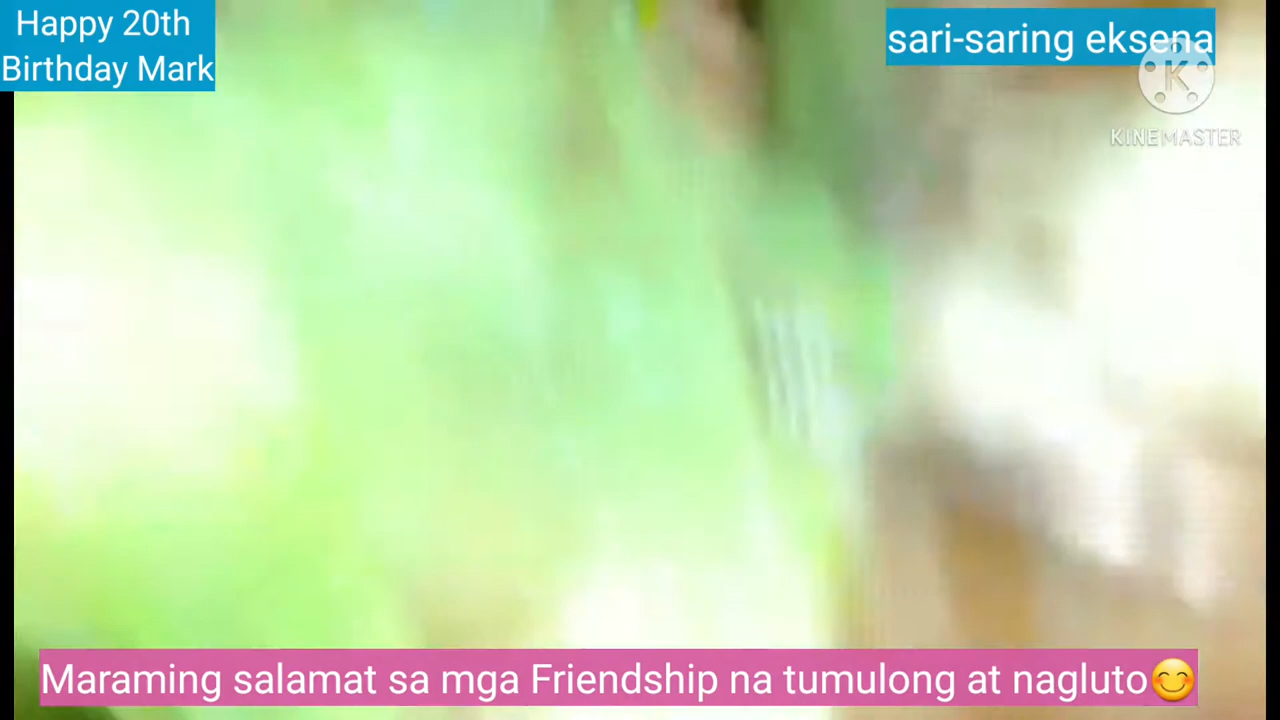 Happy 20th
Birthday Mark
sari-saring eksena
KINEMASTER
Maraming salamat sa mga Friendship na tumulong at nagluto😊